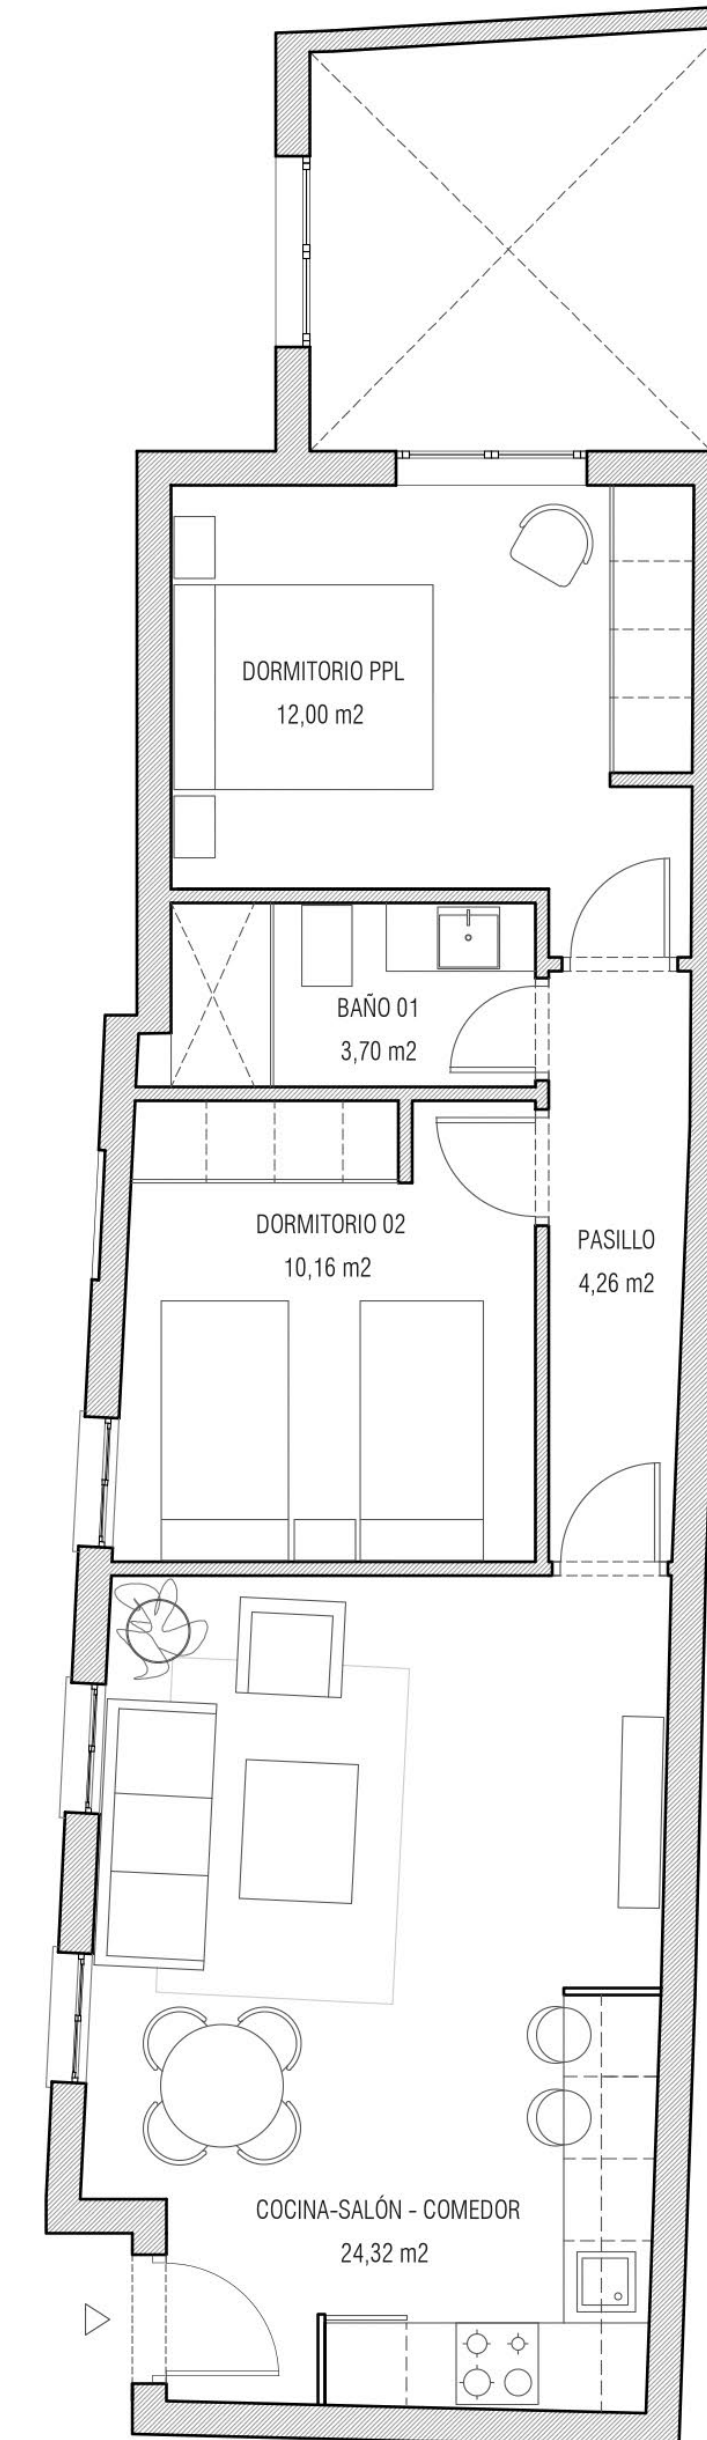 DORMITORIO PPL
12,00 m2
BAÑO 01
3,70 m2
DORMITORIO 02
10,16 m2
PASILLO
4,26 m2
COCINA-SALÓN - COMEDOR
24,32 m2